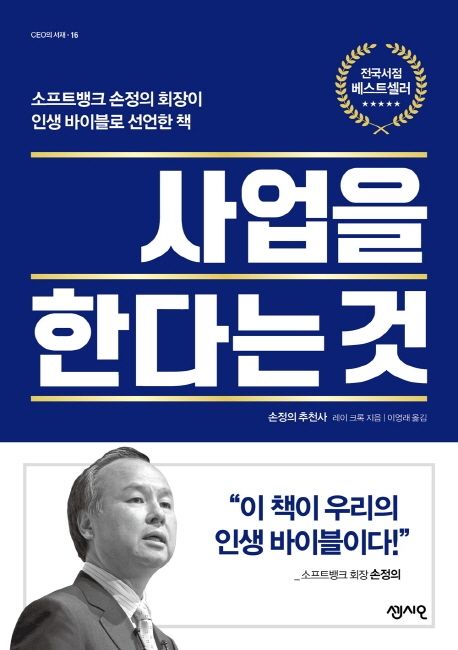 CEO의 서재 · 16
전국서점
베스트셀러
★★★★★
소프트뱅크 손정의 회장이
인생 바이블로 선언한 책
사업을
한다는 것
손정의 추천사 레이 크록 지음 | 이영래 옮김
“이 책이 우리의
인생 바이블이다!”
_ 소프트뱅크 회장 손정의
센시오